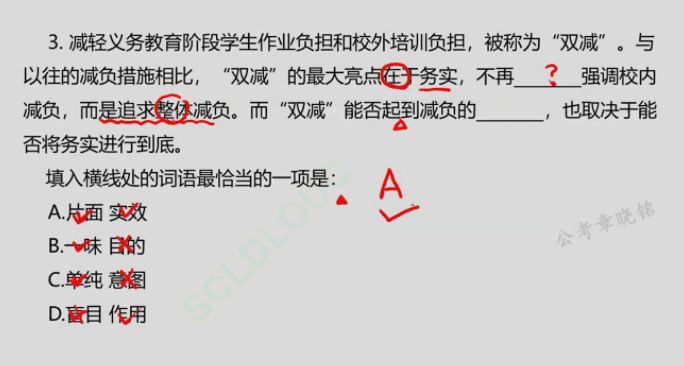 3. 减轻义务教育阶段学生作业负担和校外培训负担，被称为“双减”。与
以往的减负措施相比，“双减”的最大亮点在于务实，不再_______强调校内
减负，而是追求整体减负。而“双减”能否起到减负的_______，也取决于能
否将务实进行到底。
?
填入横线处的词语最恰当的一项是：
A
A.片面 实效
B.一味 目的
C.单纯 意图
D.盲目 作用
公考章晓铭
SCLDLOUC